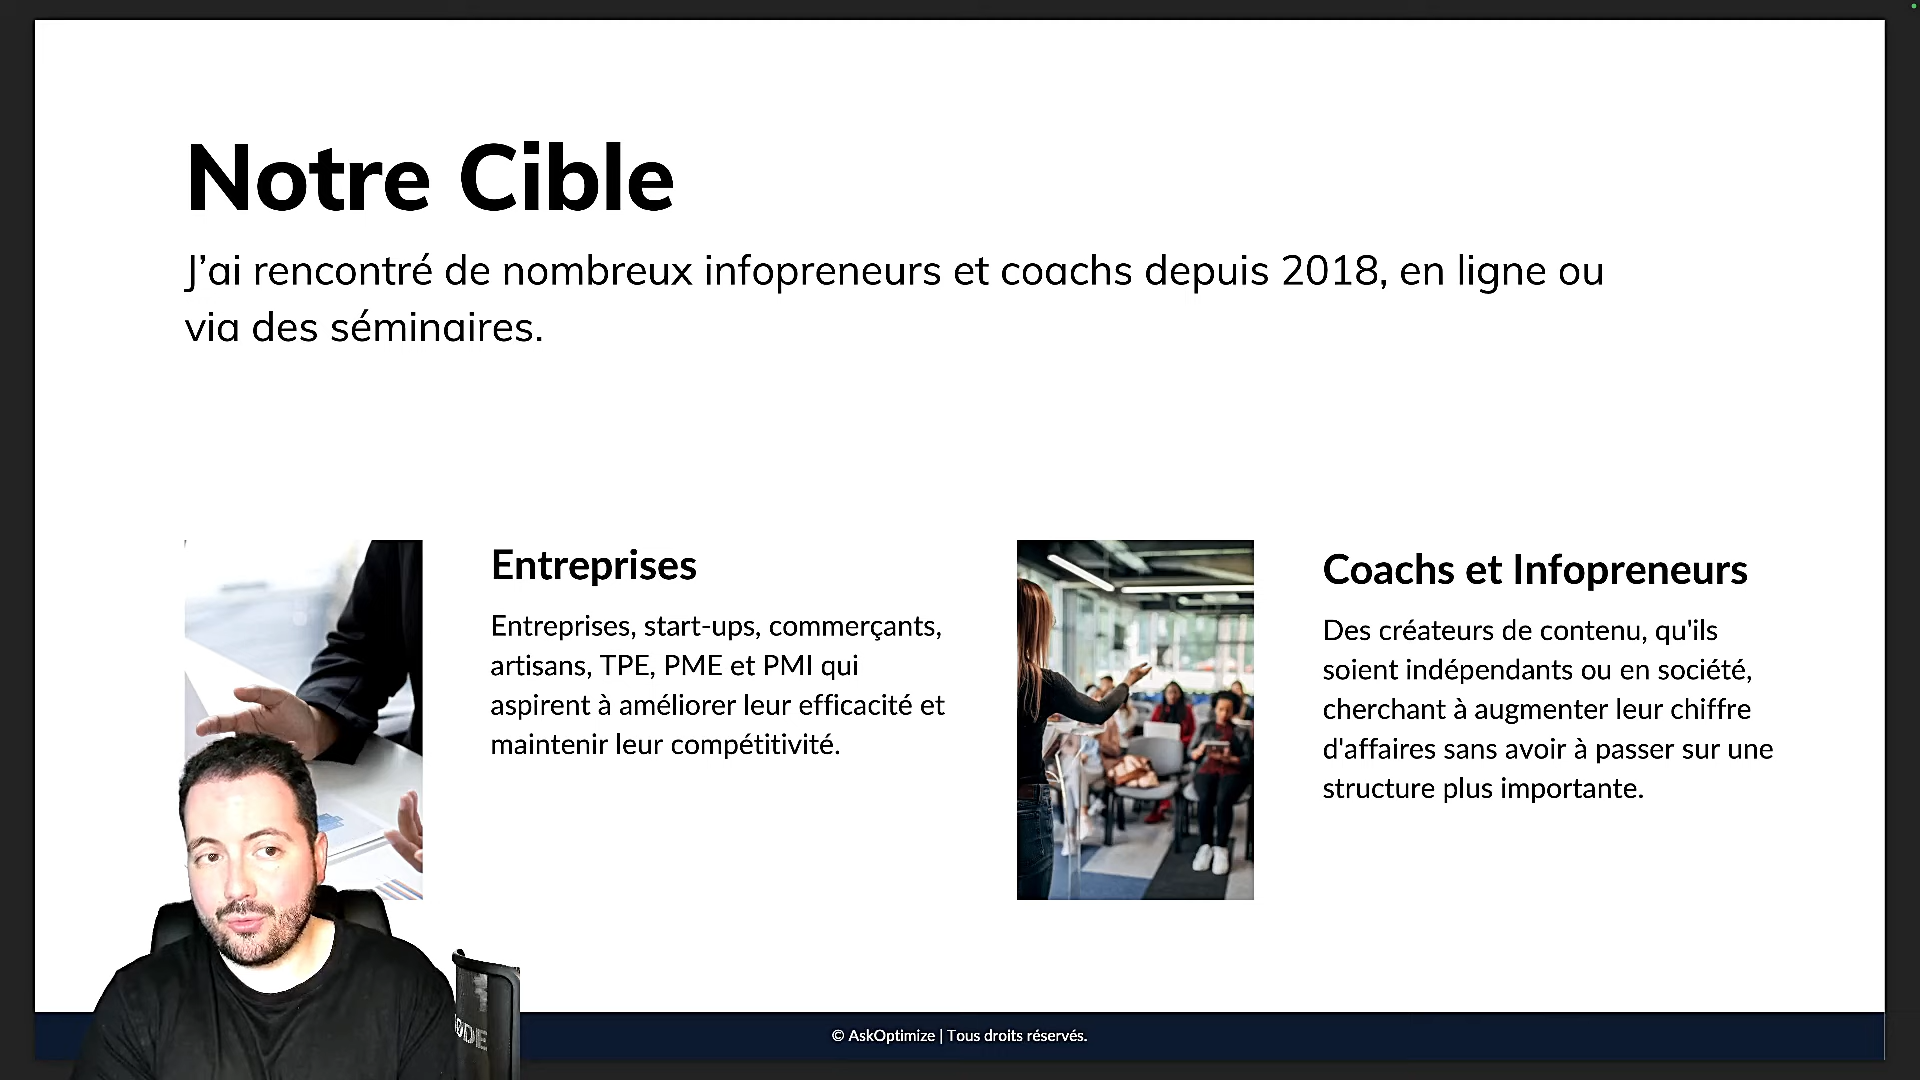 Notre Cible
J’ai rencontré de nombreux infopreneurs et coachs depuis 2018, en ligne ou
via des séminaires.
Entreprises
Entreprises, start-ups, commerçants,
artisans, TPE, PME et PMI qui
aspirent à améliorer leur efficacité et
maintenir leur compétitivité.
Coachs et Infopreneurs
Des créateurs de contenu, qu'ils
soient indépendants ou en société,
cherchant à augmenter leur chiffre
d'affaires sans avoir à passer sur une
structure plus importante.
© AskOptimize | Tous droits réservés.